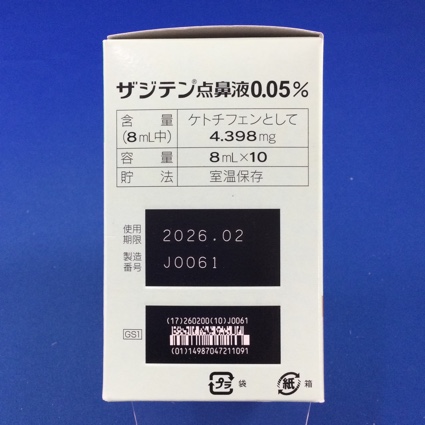 ザジテン®点鼻液0.05%
含量 ケトチフェンとして
(8mL中) 4.398mg
容量 8mL×10
貯法 室温保存
使用期限 2026.02
製造番号 J0061
(17)260200(10)J0061
GS1
(01)14987047211091
プラ 袋 紙 箱